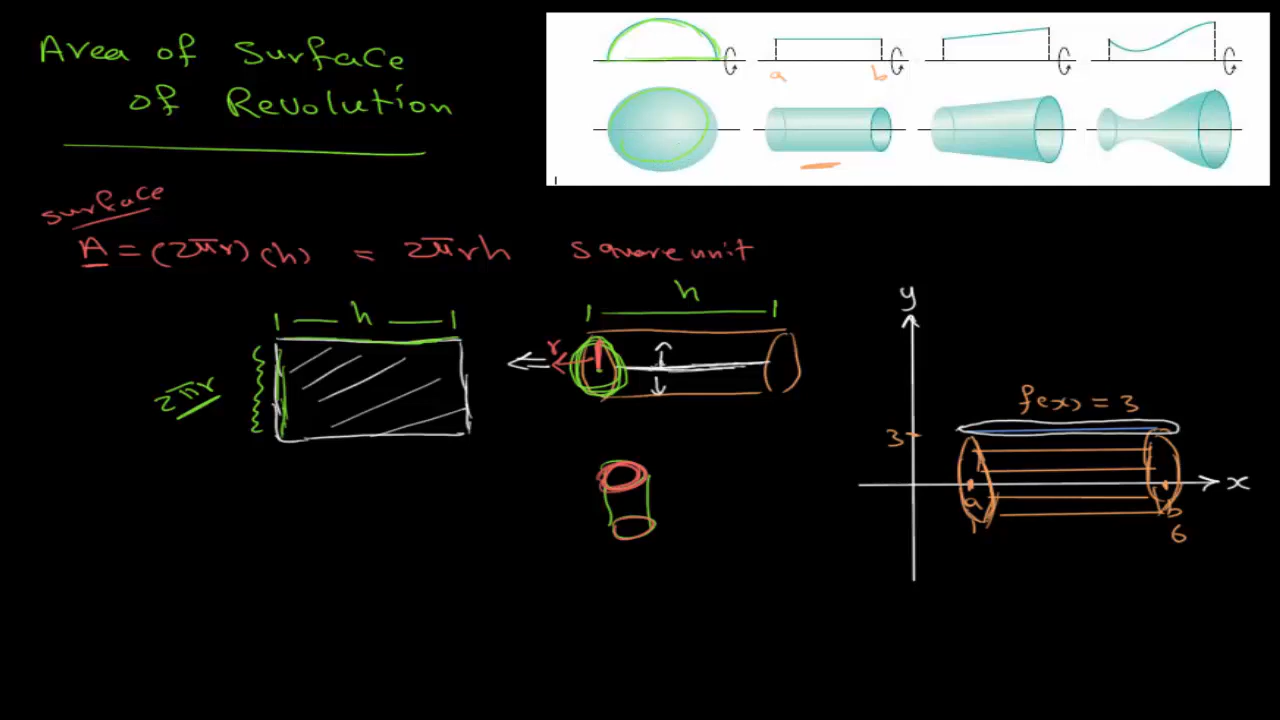 Area of Surface
of Revolution
a b
surface
A = (2πr)(h) = 2πrh square unit
h
h
r
2πr
y
f(x) = 3
3
x
a b
1 6